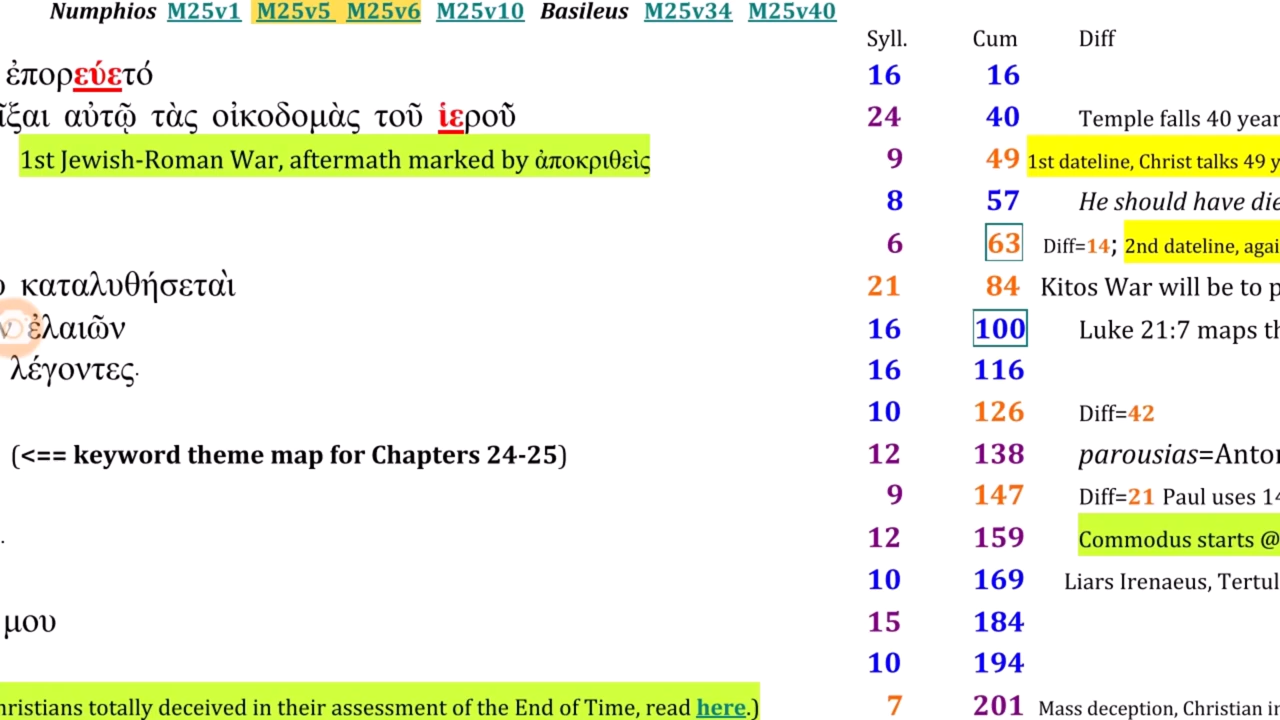 Numphios M25v1 M25v5 M25v6 M25v10 Basileus M25v34 M25v40
Syll. Cum Diff
ἐπορεύετό 16 16
αὐτῷ τὰς οἰκοδομὰς τοῦ ἱεροῦ 24 40 Temple falls 40 year
1st Jewish-Roman War, aftermath marked by ἀποκριθεὶς 9 49 1st dateline, Christ talks 49 y
8 57 He should have die
6 63 Diff=14; 2nd dateline, agai
καταλυθήσεταὶ 21 84 Kitos War will be to p
ἐλαιῶν 16 100 Luke 21:7 maps th
λέγοντες· 16 116
10 126 Diff=42
(<== keyword theme map for Chapters 24-25) 12 138 parousias=Anton
9 147 Diff=21 Paul uses 14
. 12 159 Commodus starts @
10 169 Liars Irenaeus, Tertul
μου 15 184
10 194
hristians totally deceived in their assessment of the End of Time, read here.) 7 201 Mass deception, Christian in